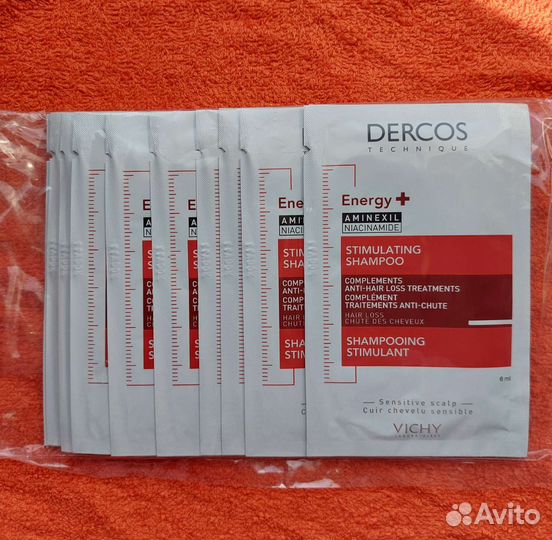 DERCOS
TECHNIQUE
Energy +
AMINEXIL
NIACINAMIDE
STIMULATING
SHAMPOO
COMPLEMENTS
ANTI-HAIR LOSS TREATMENTS
COMPLÉMENT
TRAITEMENTS ANTI-CHUTE
HAIR LOSS
CHUTE DES CHEVEUX
SHAMPOOING
STIMULANT
6 ml
Sensitive scalp
Cuir chevelu sensible
VICHY
LABORATOIRES
Energy
Avito